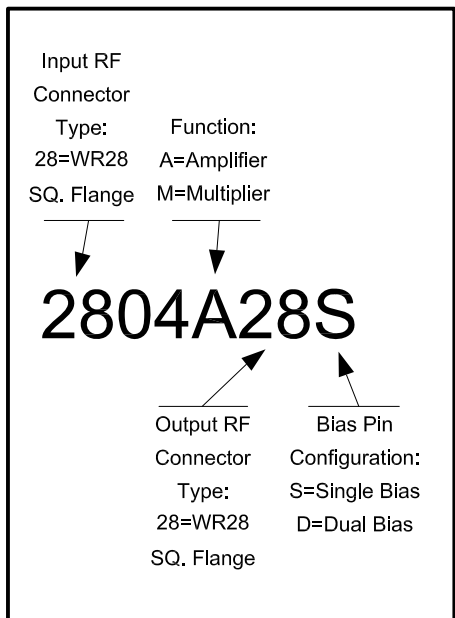 Input RF
Connector
Type:
28=WR28
SQ. Flange
Function:
A=Amplifier
M=Multiplier
2804A28S
Output RF
Connector
Type:
28=WR28
SQ. Flange
Bias Pin
Configuration:
S=Single Bias
D=Dual Bias